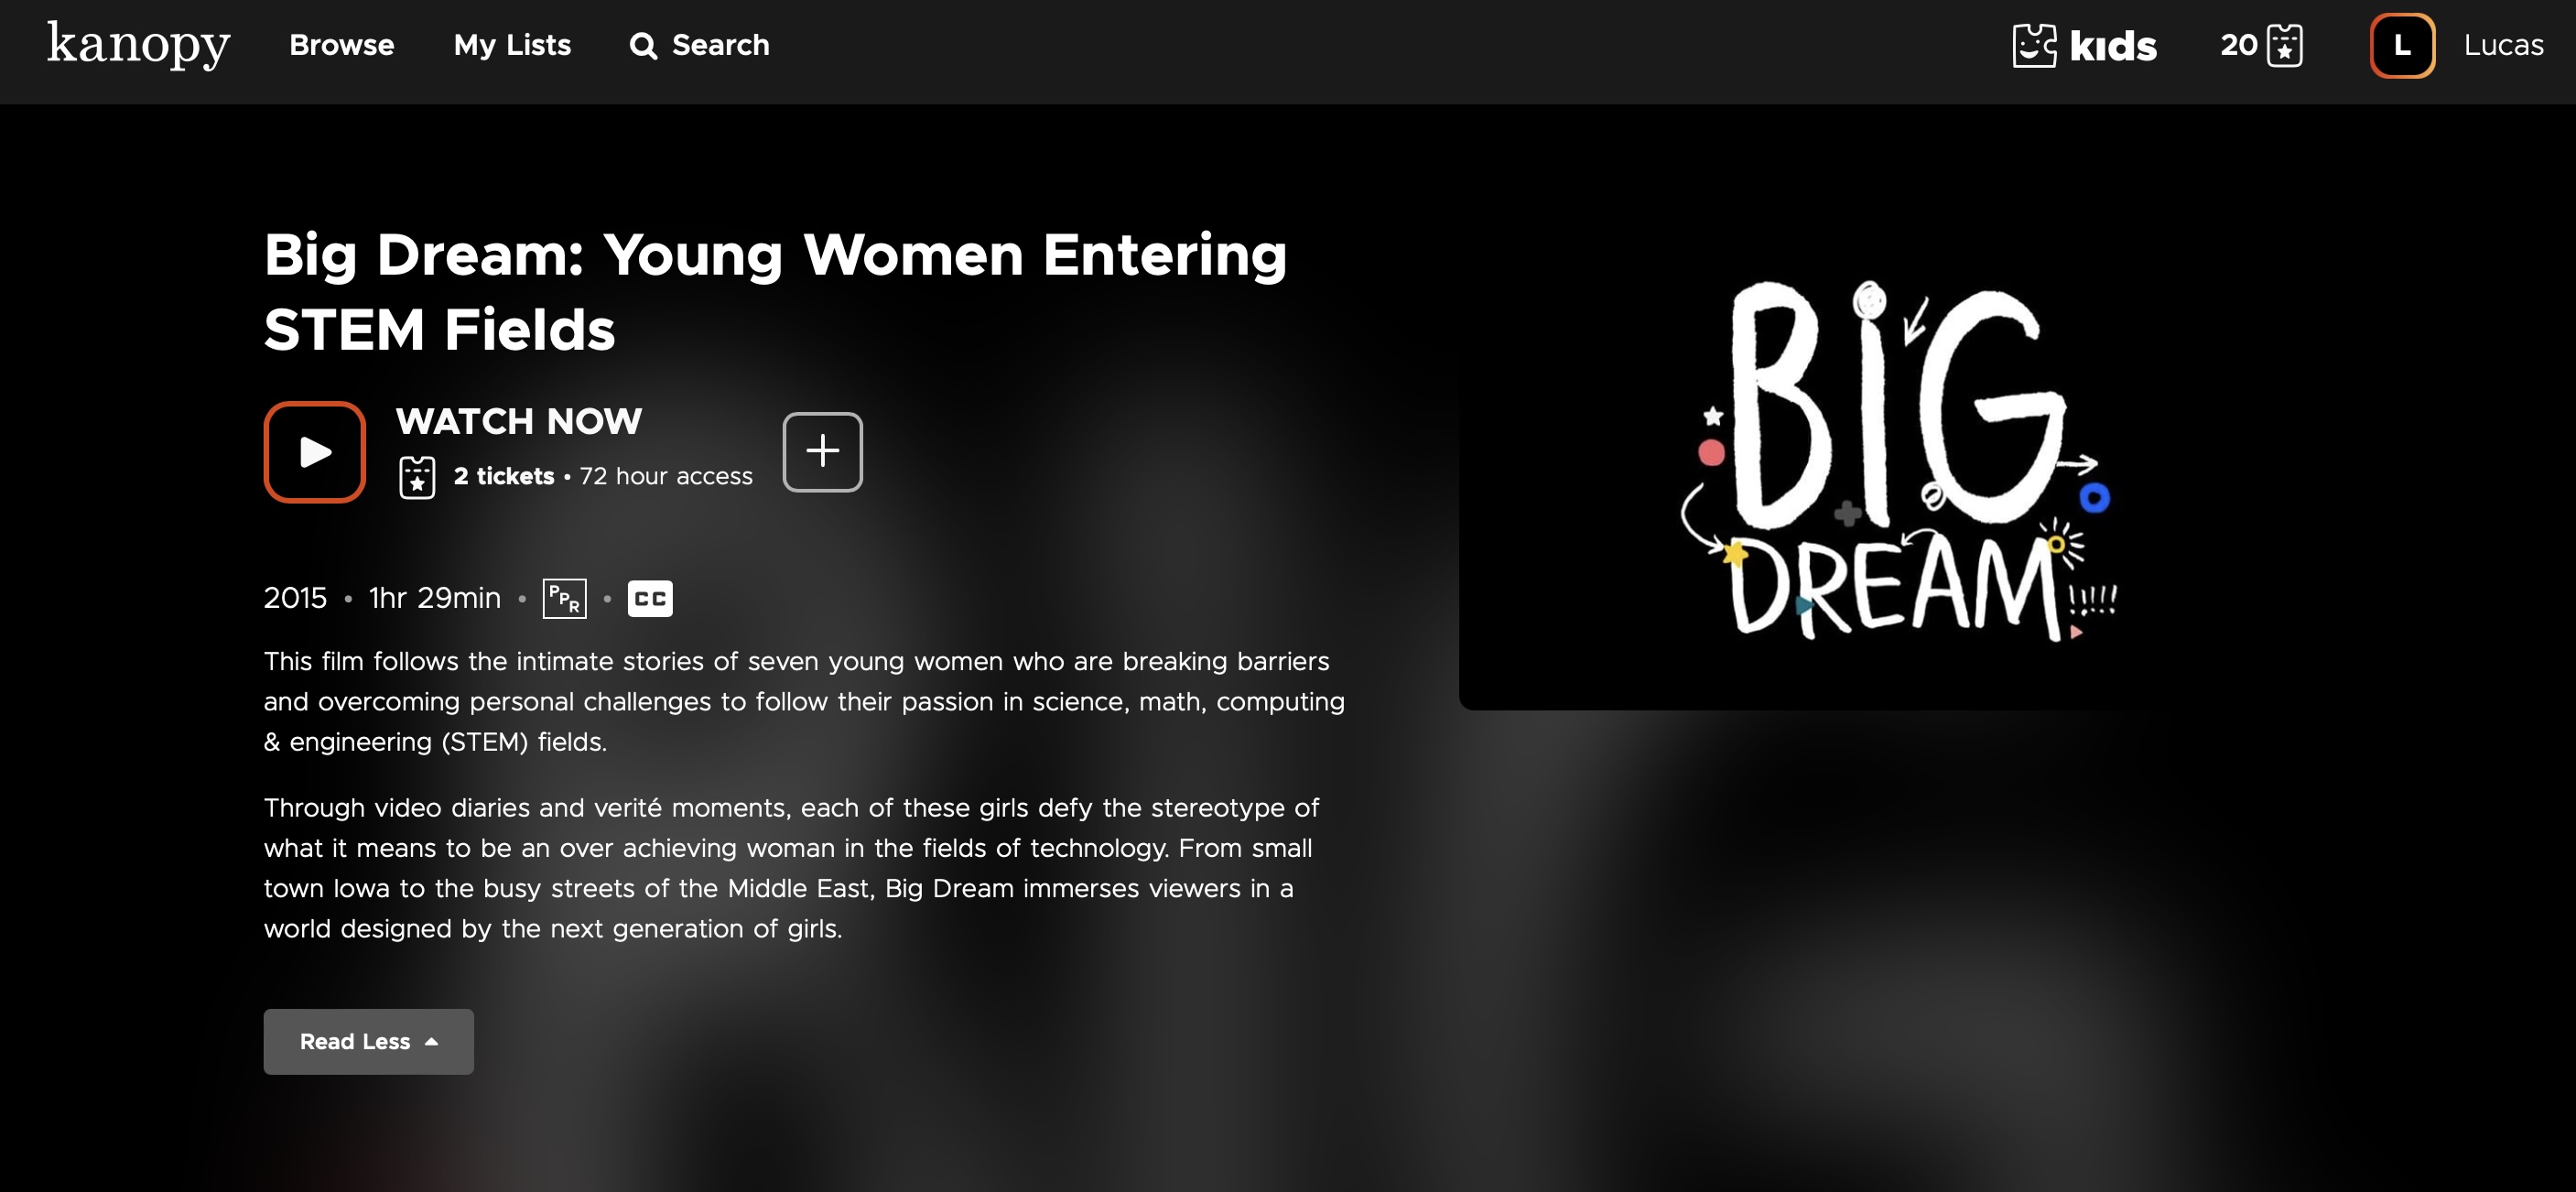 kanopy
Browse
My Lists
Search
kıds
20
L
Lucas
Big Dream: Young Women Entering
STEM Fields
WATCH NOW
2 tickets • 72 hour access
2015 • 1hr 29min • PPR • CC
This film follows the intimate stories of seven young women who are breaking barriers
and overcoming personal challenges to follow their passion in science, math, computing
& engineering (STEM) fields.
Through video diaries and verité moments, each of these girls defy the stereotype of
what it means to be an over achieving woman in the fields of technology. From small
town Iowa to the busy streets of the Middle East, Big Dream immerses viewers in a
world designed by the next generation of girls.
Read Less
BiG
DREAM